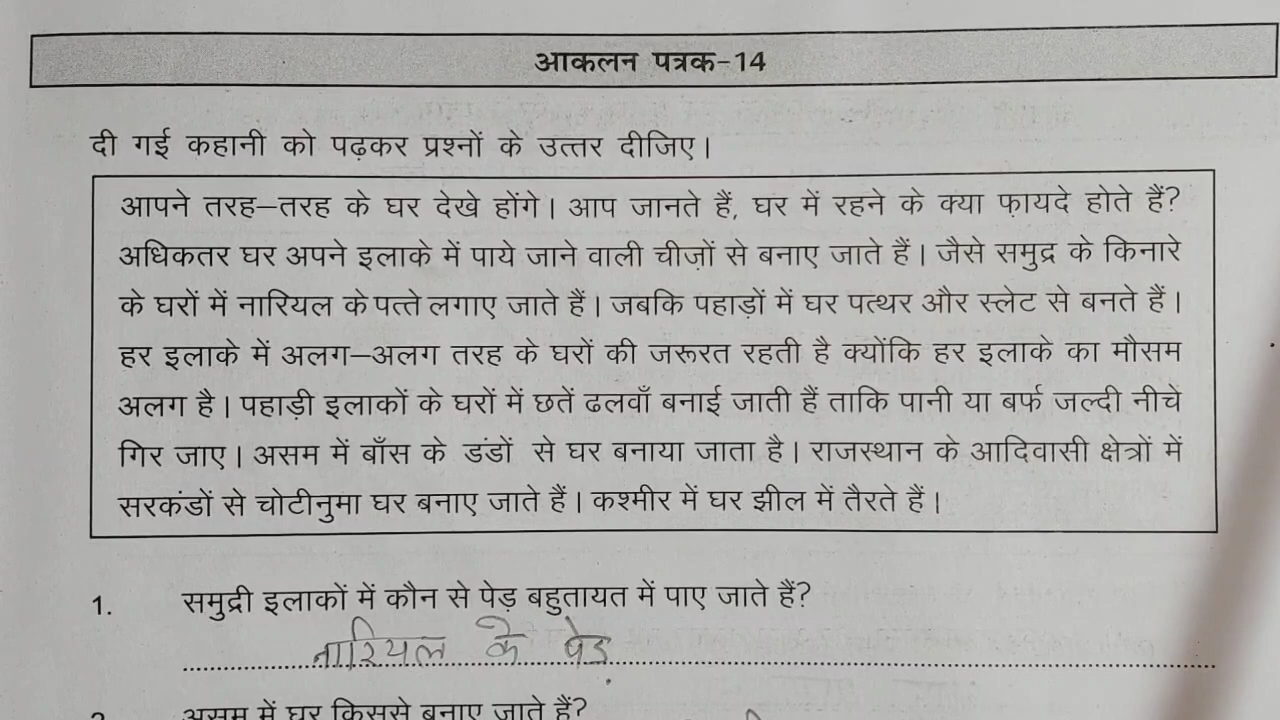 आकलन पत्रक-14
दी गई कहानी को पढ़कर प्रश्नों के उत्तर दीजिए।
आपने तरह–तरह के घर देखे होंगे। आप जानते हैं, घर में रहने के क्या फ़ायदे होते हैं?
अधिकतर घर अपने इलाके में पाये जाने वाली चीज़ों से बनाए जाते हैं। जैसे समुद्र के किनारे
के घरों में नारियल के पत्ते लगाए जाते हैं। जबकि पहाड़ों में घर पत्थर और स्लेट से बनते हैं।
हर इलाके में अलग–अलग तरह के घरों की जरूरत रहती है क्योंकि हर इलाके का मौसम
अलग है। पहाड़ी इलाकों के घरों में छतें ढलवाँ बनाई जाती हैं ताकि पानी या बर्फ जल्दी नीचे
गिर जाए। असम में बाँस के डंडों से घर बनाया जाता है। राजस्थान के आदिवासी क्षेत्रों में
सरकंडों से चोटीनुमा घर बनाए जाते हैं। कश्मीर में घर झील में तैरते हैं।
1. समुद्री इलाकों में कौन से पेड़ बहुतायत में पाए जाते हैं?
नारियल के पेड़
2. असम में घर किससे बनाए जाते हैं?